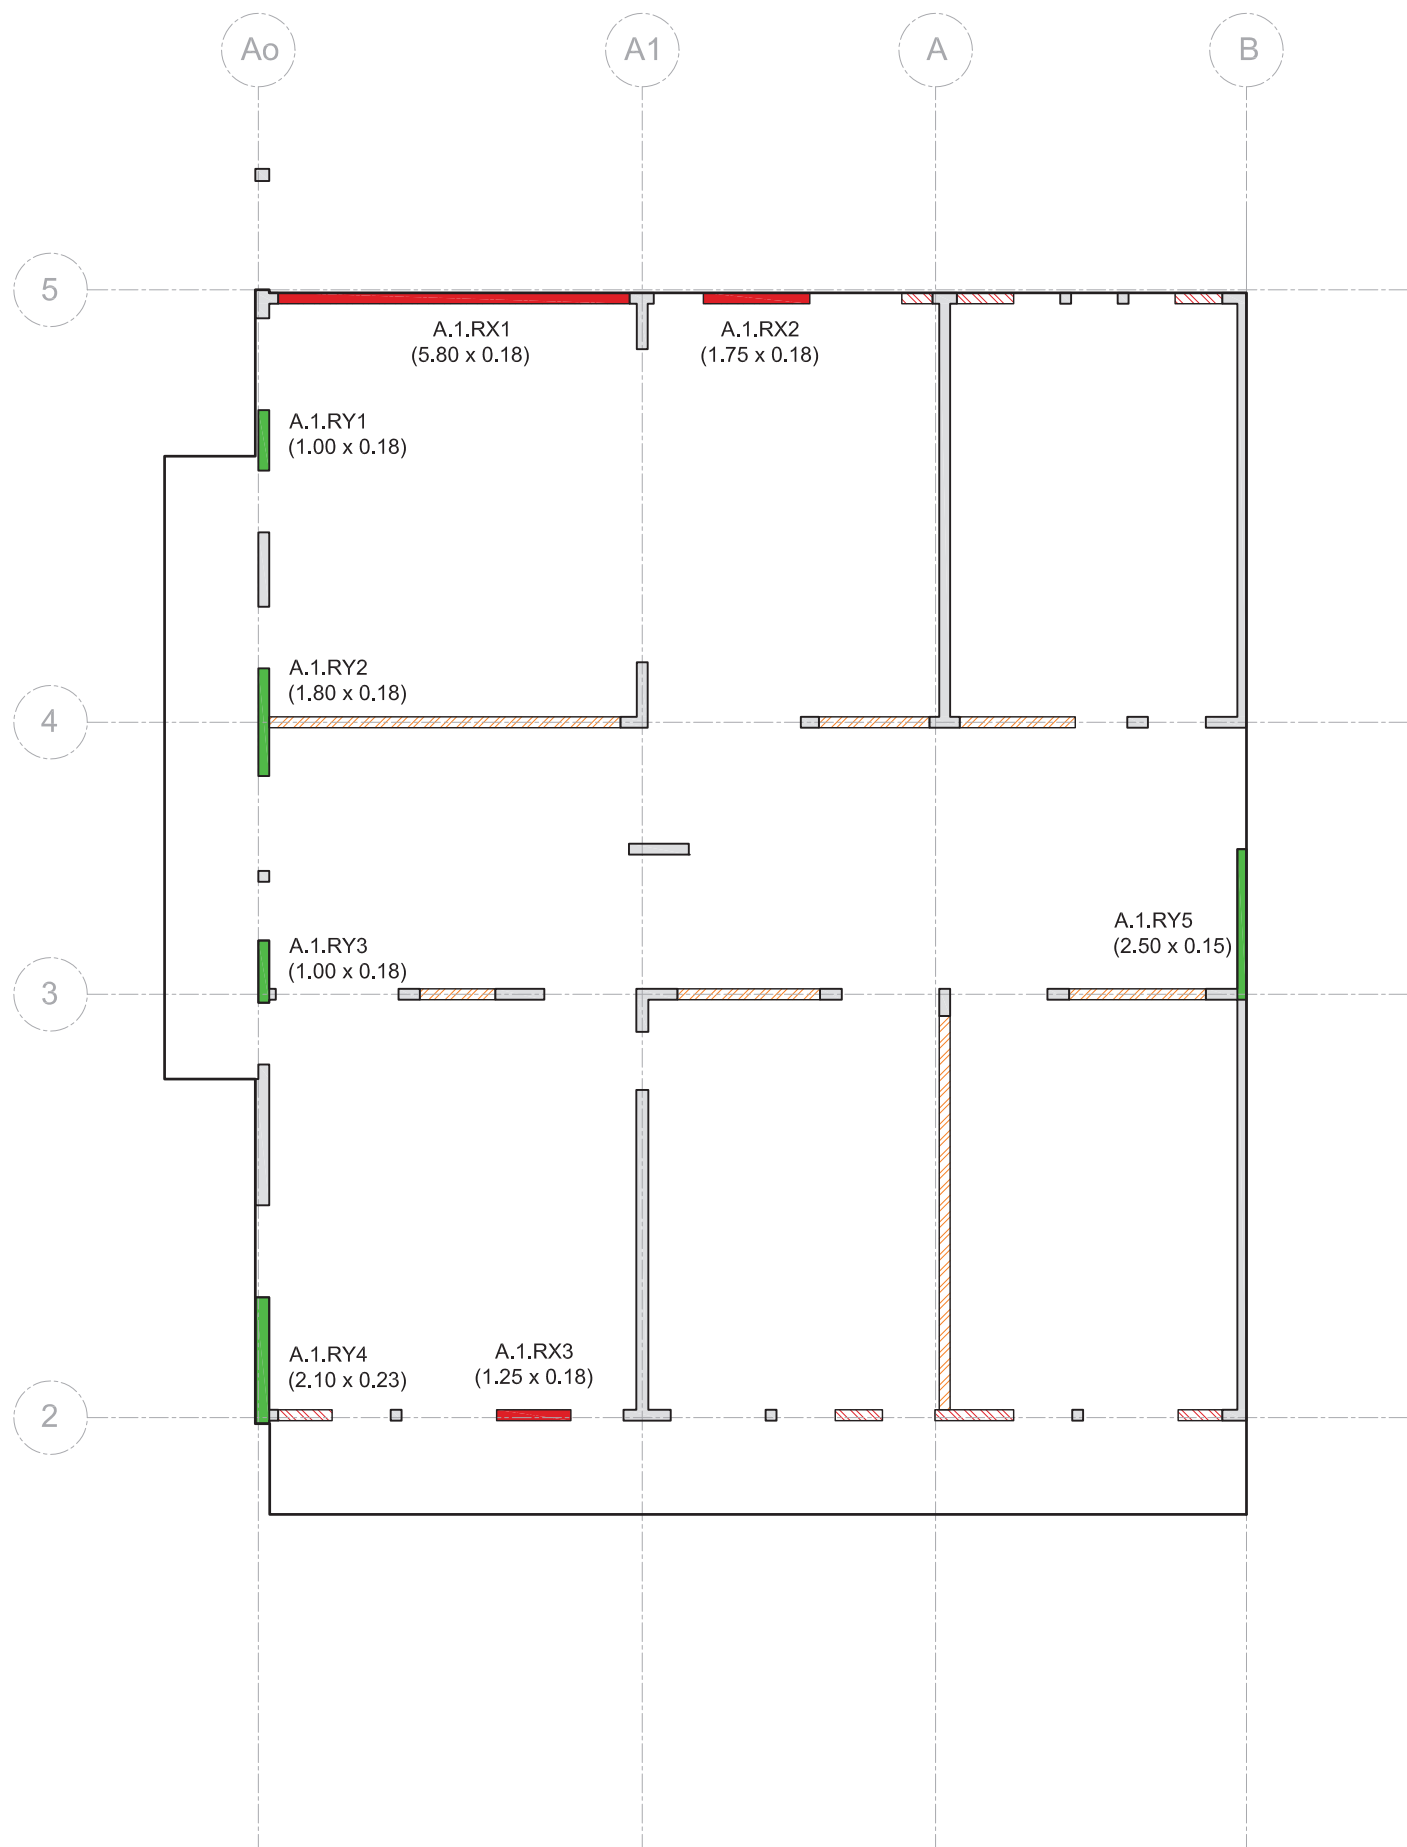 Ao
A1
A
B
5
A.1.RX1
(5.80 x 0.18)
A.1.RX2
(1.75 x 0.18)
A.1.RY1
(1.00 x 0.18)
A.1.RY2
(1.80 x 0.18)
4
A.1.RY5
(2.50 x 0.15)
A.1.RY3
(1.00 x 0.18)
3
A.1.RY4
(2.10 x 0.23)
A.1.RX3
(1.25 x 0.18)
2